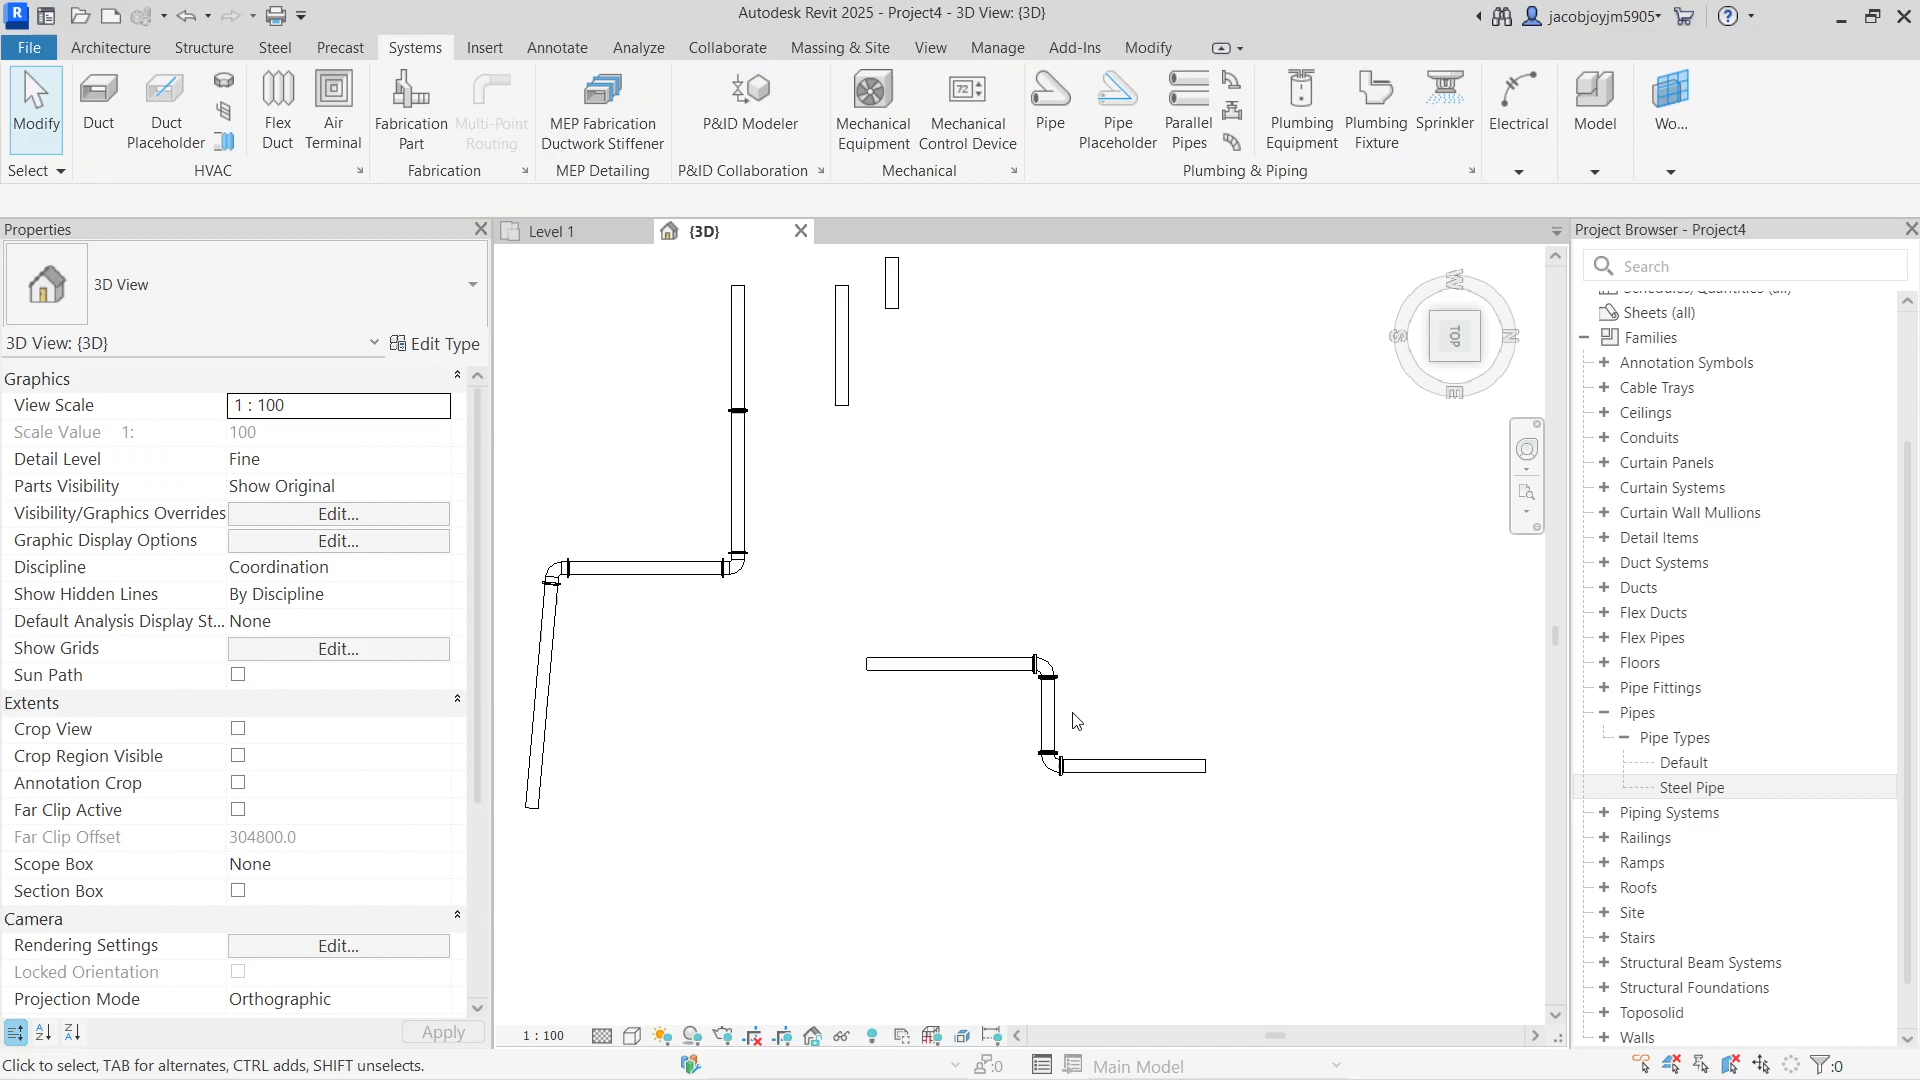 Autodesk Revit 2025 - Project4 - 3D View: {3D}
jacobjoyjm5905
File Architecture Structure Steel Precast Systems Insert Annotate Analyze Collaborate Massing & Site View Manage Add-Ins Modify
Modify
Select
Duct
Duct Placeholder
Flex Duct
Air Terminal
HVAC
Fabrication Part
Multi-Point Routing
Fabrication
MEP Fabrication Ductwork Stiffener
MEP Detailing
P&ID Modeler
P&ID Collaboration
Mechanical Equipment
72
Mechanical Control Device
Mechanical
Pipe
Pipe Placeholder
Parallel Pipes
Plumbing Equipment
Plumbing Fixture
Sprinkler
Plumbing & Piping
Electrical
Model
Wo...
Properties
3D View
3D View: {3D}
Edit Type
Graphics
View Scale 1 : 100
Scale Value 1: 100
Detail Level Fine
Parts Visibility Show Original
Visibility/Graphics Overrides Edit...
Graphic Display Options Edit...
Discipline Coordination
Show Hidden Lines By Discipline
Default Analysis Display St... None
Show Grids Edit...
Sun Path
Extents
Crop View
Crop Region Visible
Annotation Crop
Far Clip Active
Far Clip Offset 304800.0
Scope Box None
Section Box
Camera
Rendering Settings Edit...
Locked Orientation
Projection Mode Orthographic
Apply
Level 1
{3D}
W
S
TOP
N
E
1 : 100
Project Browser - Project4
Search
Schedules/Quantities (all)
Sheets (all)
Families
Annotation Symbols
Cable Trays
Ceilings
Conduits
Curtain Panels
Curtain Systems
Curtain Wall Mullions
Detail Items
Duct Systems
Ducts
Flex Ducts
Flex Pipes
Floors
Pipe Fittings
Pipes
Pipe Types
Default
Steel Pipe
Piping Systems
Railings
Ramps
Roofs
Site
Stairs
Structural Beam Systems
Structural Foundations
Toposolid
Walls
Click to select, TAB for alternates, CTRL adds, SHIFT unselects.
:0
Main Model
:0